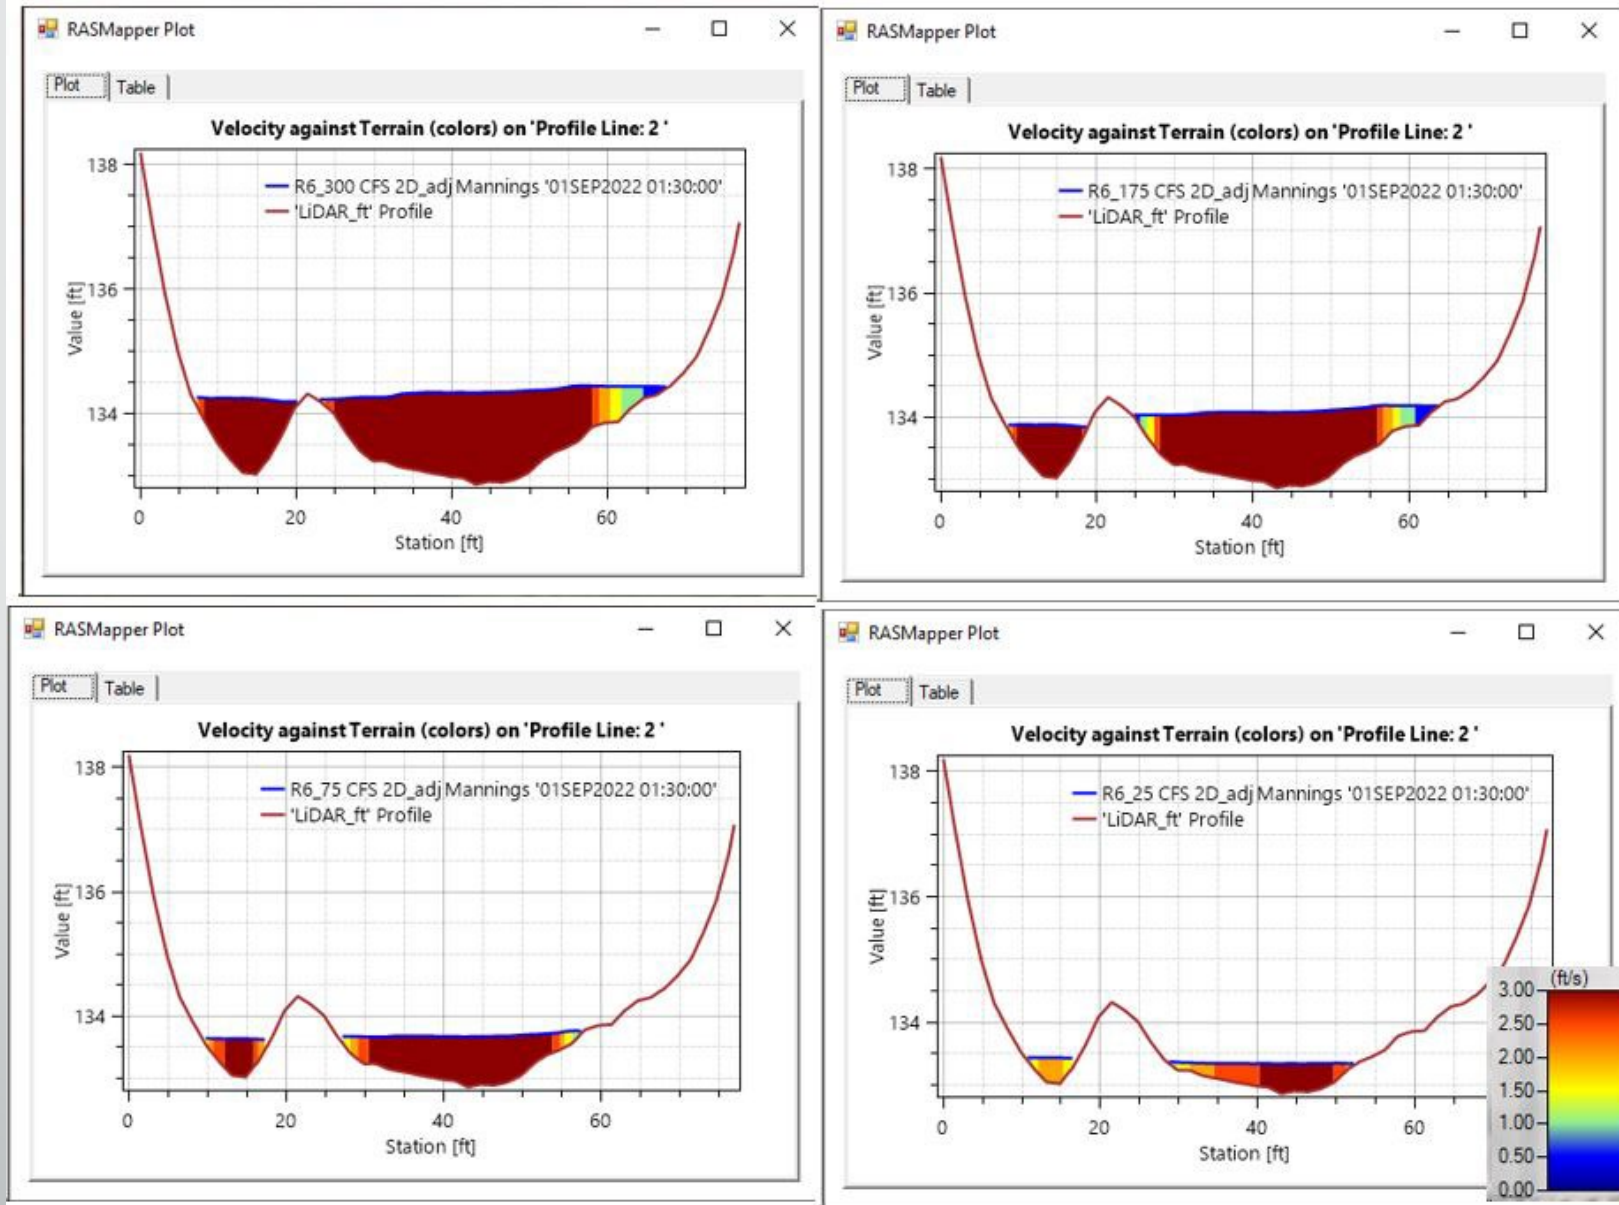 RASMapper Plot
Plot Table
Velocity against Terrain (colors) on 'Profile Line: 2 '
R6_300 CFS 2D_adj Mannings '01SEP2022 01:30:00'
'LiDAR_ft' Profile
138
136
134
Value [ft]
0 20 40 60
Station [ft]
RASMapper Plot
Plot Table
Velocity against Terrain (colors) on 'Profile Line: 2 '
R6_175 CFS 2D_adj Mannings '01SEP2022 01:30:00'
'LiDAR_ft' Profile
138
136
134
Value [ft]
0 20 40 60
Station [ft]
RASMapper Plot
Plot Table
Velocity against Terrain (colors) on 'Profile Line: 2 '
R6_75 CFS 2D_adj Mannings '01SEP2022 01:30:00'
'LiDAR_ft' Profile
138
136
134
Value [ft]
0 20 40 60
Station [ft]
RASMapper Plot
Plot Table
Velocity against Terrain (colors) on 'Profile Line: 2 '
R6_25 CFS 2D_adj Mannings '01SEP2022 01:30:00'
'LiDAR_ft' Profile
138
136
134
Value [ft]
0 20 40 60
Station [ft]
(ft/s)
3.00
2.50
2.00
1.50
1.00
0.50
0.00